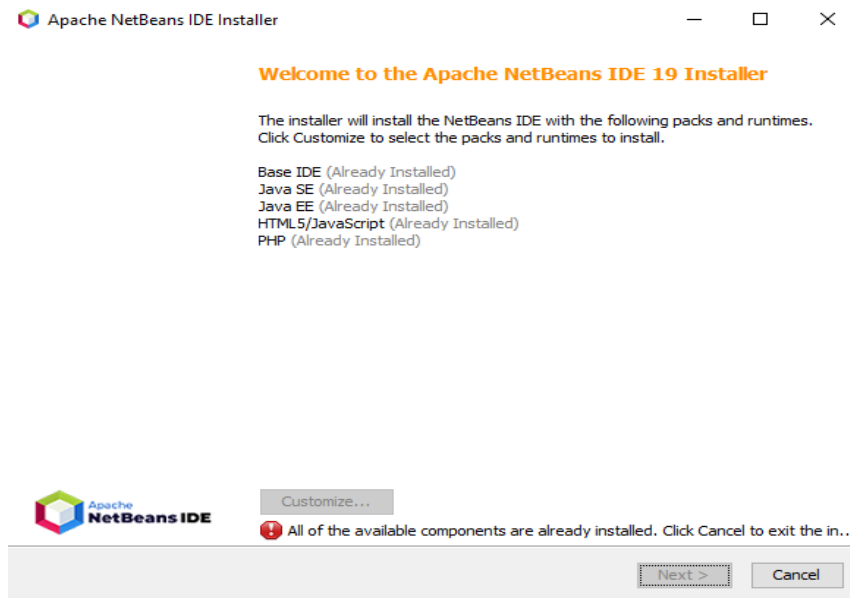 Apache NetBeans IDE Installer
Welcome to the Apache NetBeans IDE 19 Installer
The installer will install the NetBeans IDE with the following packs and runtimes.
Click Customize to select the packs and runtimes to install.
Base IDE (Already Installed)
Java SE (Already Installed)
Java EE (Already Installed)
HTML5/JavaScript (Already Installed)
PHP (Already Installed)
Customize...
Apache
NetBeans IDE
All of the available components are already installed. Click Cancel to exit the in..
Next >
Cancel